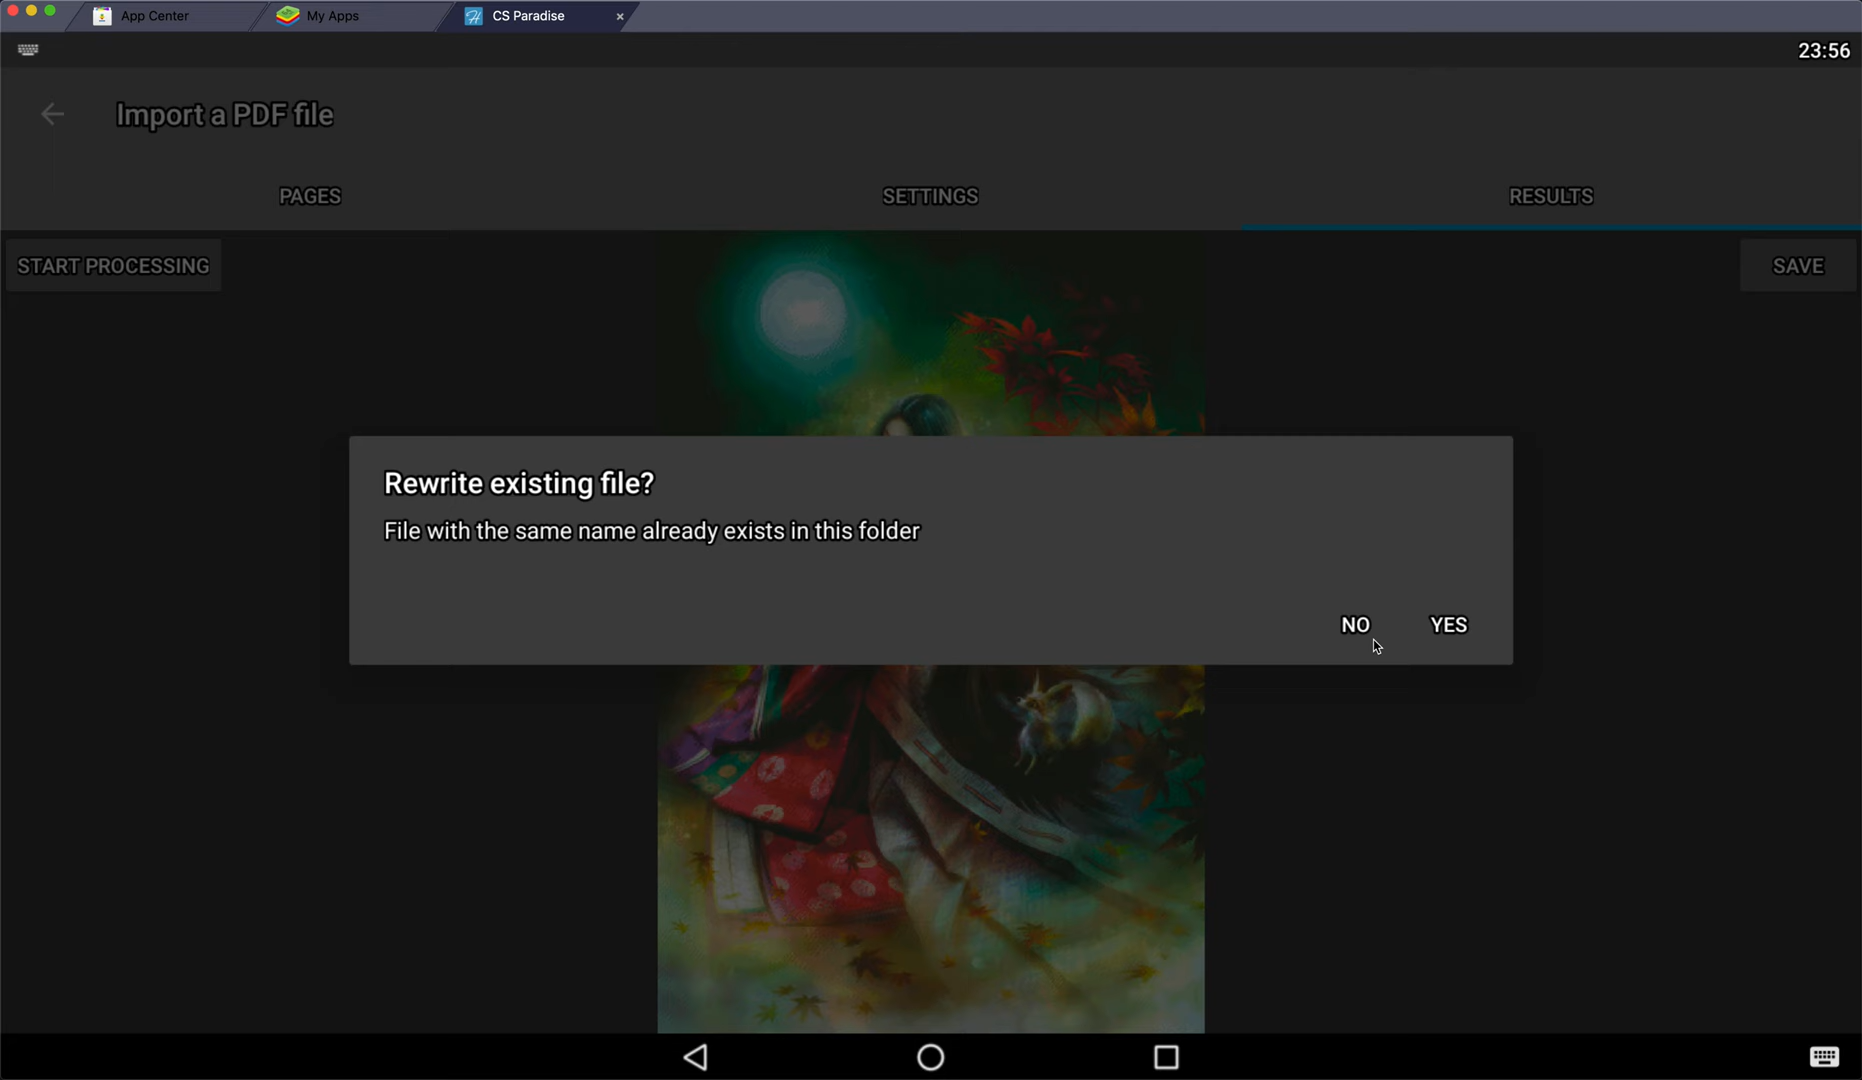 App Center
My Apps
CS Paradise
23:56
Import a PDF file
PAGES
SETTINGS
RESULTS
START PROCESSING
SAVE
Rewrite existing file?
File with the same name already exists in this folder
NO
YES